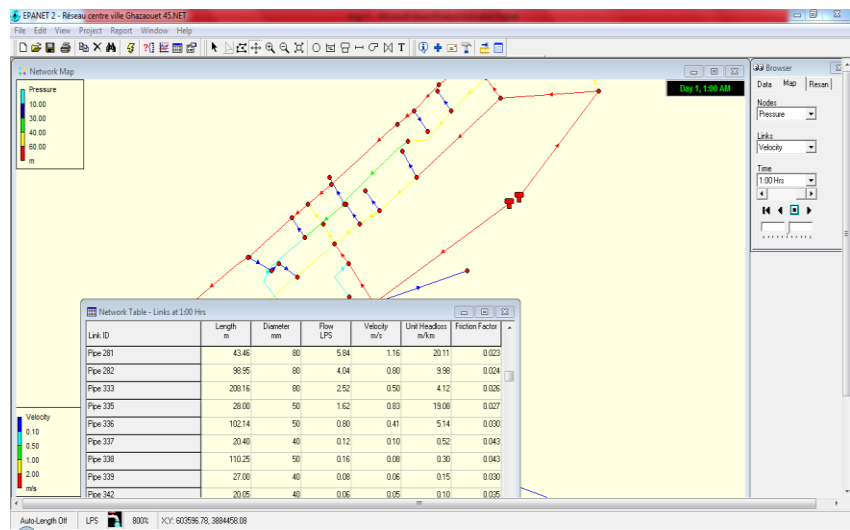 EPANET 2 - Réseau centre ville Ghazaouet 45.NET
File Edit View Project Report Window Help
Network Map
Browser
Data Map
Day 1, 1:00 AM
Nodes
Pressure
Links
Velocity
Time
1:00 Hrs
Pressure
10.00
30.00
40.00
60.00
m
Network Table - Links at 1:00 Hrs
Link ID Length m Diameter mm Flow LPS Velocity m/s Unit Headloss m/km Friction Factor
Pipe 281 43.46 80 5.84 1.16 20.11 0.023
Pipe 282 98.95 80 4.04 0.80 9.98 0.024
Pipe 333 208.16 80 2.52 0.50 4.12 0.026
Pipe 335 28.00 50 1.62 0.83 19.08 0.027
Pipe 336 102.14 50 0.80 0.41 5.14 0.030
Pipe 337 20.40 40 0.12 0.10 0.52 0.043
Pipe 338 110.25 50 0.16 0.08 0.30 0.043
Pipe 339 27.00 40 0.08 0.06 0.15 0.030
Pipe 342 20.05 40 0.06 0.05 0.10 0.035
Velocity
0.10
0.50
1.00
2.00
m/s
Auto-Length Off LPS 800% X,Y: 603596.78, 3884458.08